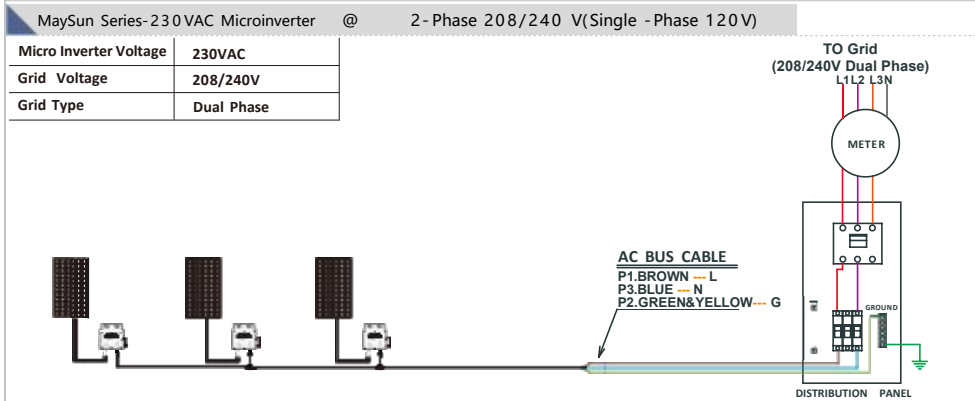 MaySun Series-230VAC Microinverter @ 2-Phase 208/240 V(Single -Phase 120V)
Micro Inverter Voltage 230VAC
Grid Voltage 208/240V
Grid Type Dual Phase
TO Grid
(208/240V Dual Phase)
L1L2 L3N
METER
AC BUS CABLE
P1.BROWN --- L
P3.BLUE --- N
P2.GREEN&YELLOW--- G
GROUND
DISTRIBUTION PANEL